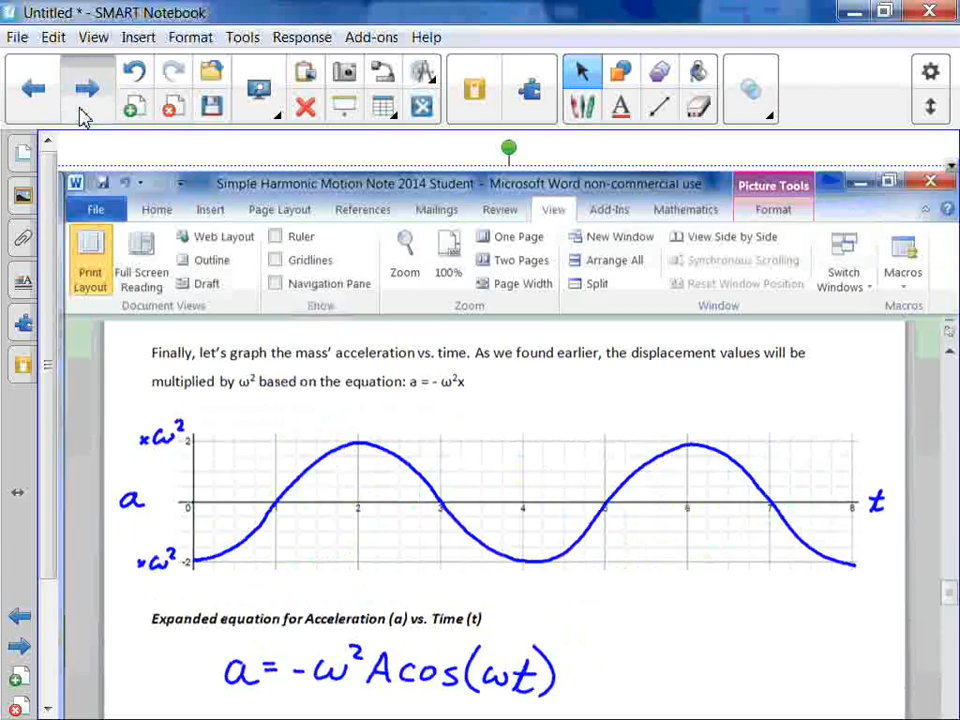 Untitled * - SMART Notebook
File Edit View Insert Format Tools Response Add-ons Help
Simple Harmonic Motion Note 2014 Student - Microsoft Word non-commercial use
Picture Tools
File Home Insert Page Layout References Mailings Review View Add-Ins Mathematics Format
Print Layout
Full Screen Reading
Web Layout
Outline
Draft
Document Views
Ruler
Gridlines
Navigation Pane
Show
Zoom
100%
One Page
Two Pages
Page Width
Zoom
New Window
Arrange All
Split
View Side by Side
Synchronous Scrolling
Reset Window Position
Window
Switch Windows
Macros
Macros
Finally, let's graph the mass' acceleration vs. time. As we found earlier, the displacement values will be
multiplied by ω² based on the equation: a = - ω²x
×ω² 2
a 0 1 2 3 4 5 6 7 8 t
×ω² -2
Expanded equation for Acceleration (a) vs. Time (t)
a = -ω²Acos(ωt)